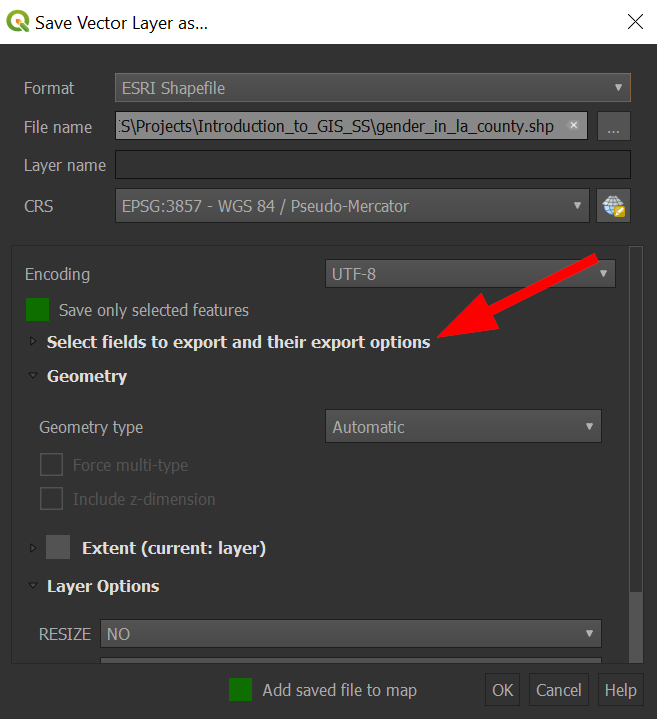 Save Vector Layer as...
Format ESRI Shapefile
File name :S\Projects\Introduction_to_GIS_SS\gender_in_la_county.shp ...
Layer name
CRS EPSG:3857 - WGS 84 / Pseudo-Mercator
Encoding UTF-8
Save only selected features
Select fields to export and their export options
Geometry
Geometry type Automatic
Force multi-type
Include z-dimension
Extent (current: layer)
Layer Options
RESIZE NO
Add saved file to map OK Cancel Help